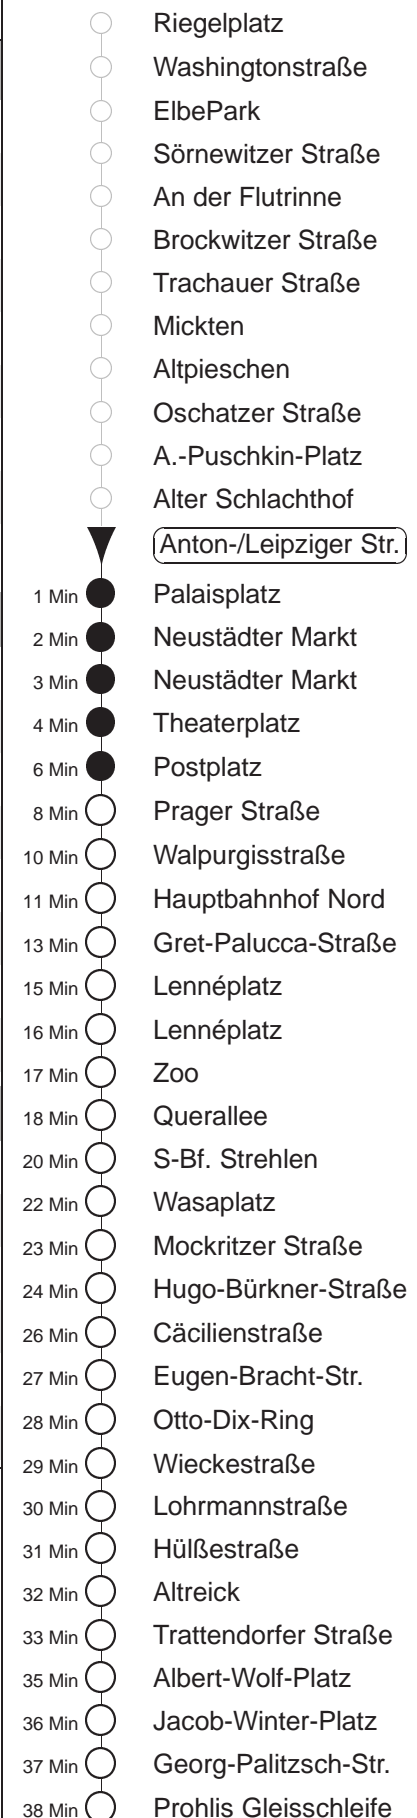 Riegelplatz
Washingtonstraße
ElbePark
Sörnewitzer Straße
An der Flutrinne
Brockwitzer Straße
Trachauer Straße
Mickten
Altpieschen
Oschatzer Straße
A.-Puschkin-Platz
Alter Schlachthof
Anton-/Leipziger Str.
1 Min Palaisplatz
2 Min Neustädter Markt
3 Min Neustädter Markt
4 Min Theaterplatz
6 Min Postplatz
8 Min Prager Straße
10 Min Walpurgisstraße
11 Min Hauptbahnhof Nord
13 Min Gret-Palucca-Straße
15 Min Lennéplatz
16 Min Lennéplatz
17 Min Zoo
18 Min Querallee
20 Min S-Bf. Strehlen
22 Min Wasaplatz
23 Min Mockritzer Straße
24 Min Hugo-Bürkner-Straße
26 Min Cäcilienstraße
27 Min Eugen-Bracht-Str.
28 Min Otto-Dix-Ring
29 Min Wieckestraße
30 Min Lohrmannstraße
31 Min Hülßestraße
32 Min Altreick
33 Min Trattendorfer Straße
35 Min Albert-Wolf-Platz
36 Min Jacob-Winter-Platz
37 Min Georg-Palitzsch-Str.
38 Min Prohlis Gleisschleife